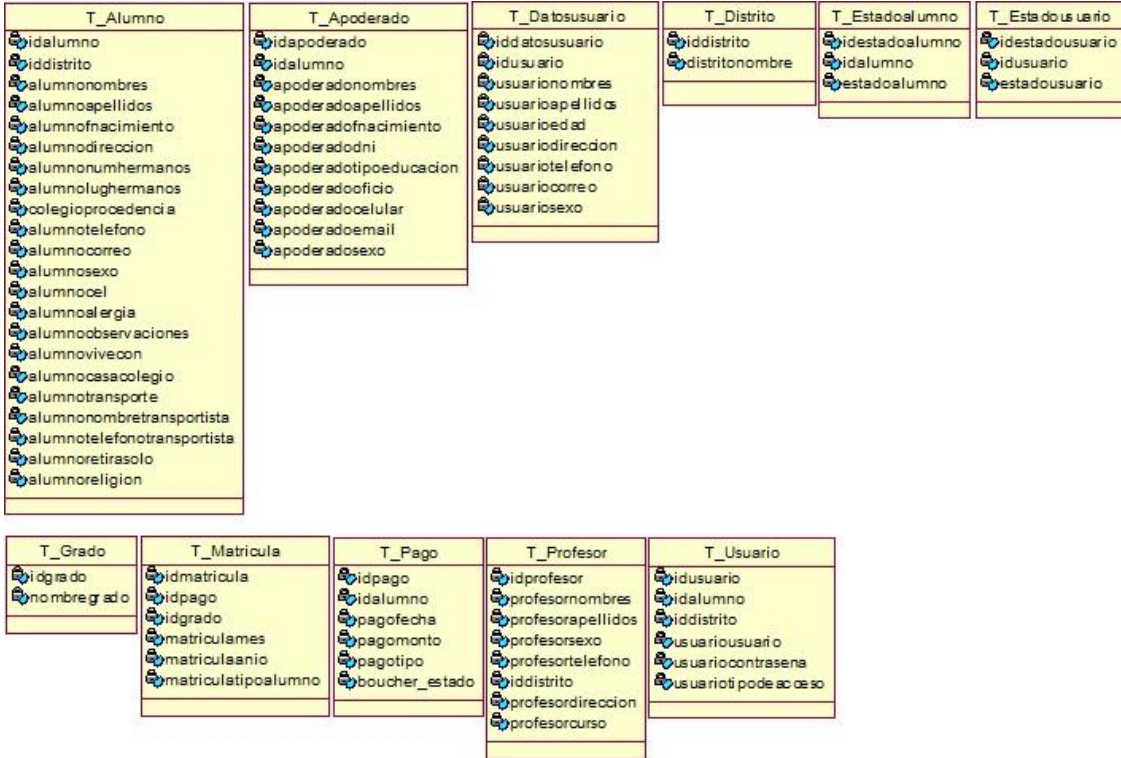 T_Alumno
idalumno
iddistrito
alumnonombres
alumnoapellidos
alumnofnacimiento
alumnodireccion
alumnonumhermanos
alumnolughermanos
colegioprocedencia
alumnotelefono
alumnocorreo
alumnosexo
alumnocel
alumnoalergia
alumnoobservaciones
alumnovivecon
alumnocasacolegio
alumnotransporte
alumnonombretransportista
alumnotelefonotransportista
alumnoretirasolo
alumnoreligion
T_Apoderado
idapoderado
idalumno
apoderadonombres
apoderadoapellidos
apoderadofnacimiento
apoderadodni
apoderadotipoeducacion
apoderadooficio
apoderadocelular
apoderadoemail
apoderadosexo
T_Datosusuario
iddatosusuario
idusuario
usuarionombres
usuarioapellidos
usuarioedad
usuariodireccion
usuariotelefono
usuariocorreo
usuariosexo
T_Distrito
iddistrito
distritonombre
T_Estadoalumno
idestadoalumno
idalumno
estadoalumno
T_Estadousuario
idestadousuario
idusuario
estadousuario
T_Grado
idgrado
nombregrado
T_Matricula
idmatricula
idpago
idgrado
matriculames
matriculaanio
matriculatipoalumno
T_Pago
idpago
idalumno
pagofecha
pagomonto
pagotipo
boucher_estado
T_Profesor
idprofesor
profesornombres
profesorapellidos
profesorsexo
profesortelefono
iddistrito
profesordireccion
profesorcurso
T_Usuario
idusuario
idalumno
iddistrito
usuariousuario
usuariocontrasena
usuariotipodeacceso